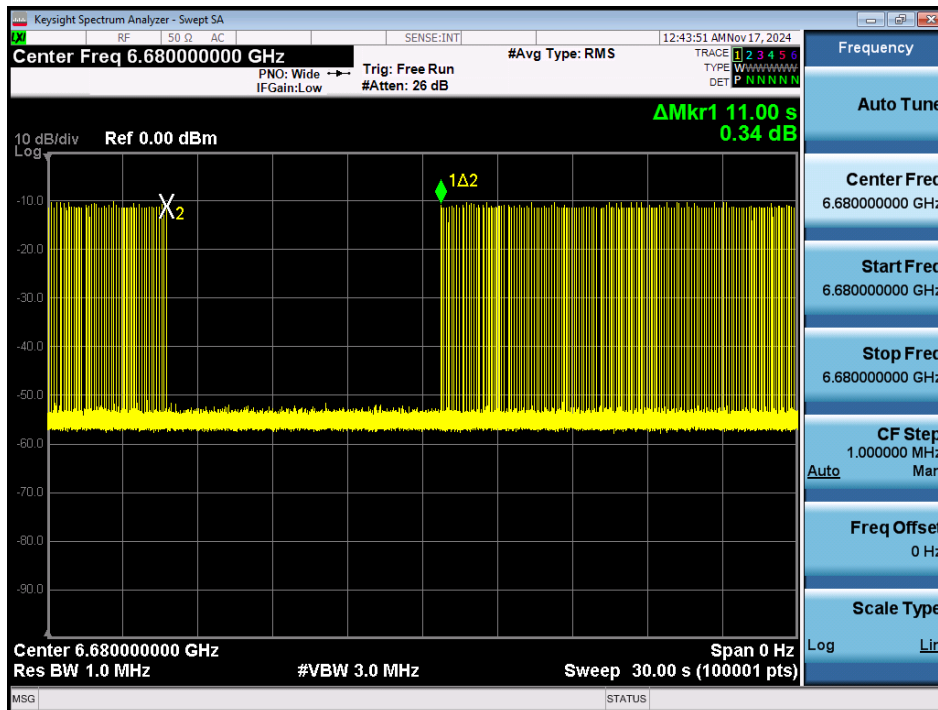 Keysight Spectrum Analyzer - Swept SA
LXI RF 50 Ω AC SENSE:INT 12:43:51 AM Nov 17, 2024
Center Freq 6.680000000 GHz
PNO: Wide
IFGain:Low
Trig: Free Run
#Atten: 26 dB
#Avg Type: RMS
TRACE 1 2 3 4 5 6
TYPE WWWWWWW
DET P N N N N N
ΔMkr1 11.00 s
0.34 dB
10 dB/div Ref 0.00 dBm
Log
1Δ2
X2
-10.0
-20.0
-30.0
-40.0
-50.0
-60.0
-70.0
-80.0
-90.0
Center 6.680000000 GHz Span 0 Hz
Res BW 1.0 MHz #VBW 3.0 MHz Sweep 30.00 s (100001 pts)
MSG STATUS
Frequency
Auto Tune
Center Freq
6.680000000 GHz
Start Freq
6.680000000 GHz
Stop Freq
6.680000000 GHz
CF Step
1.000000 MHz
Auto Man
Freq Offset
0 Hz
Scale Type
Log Lin